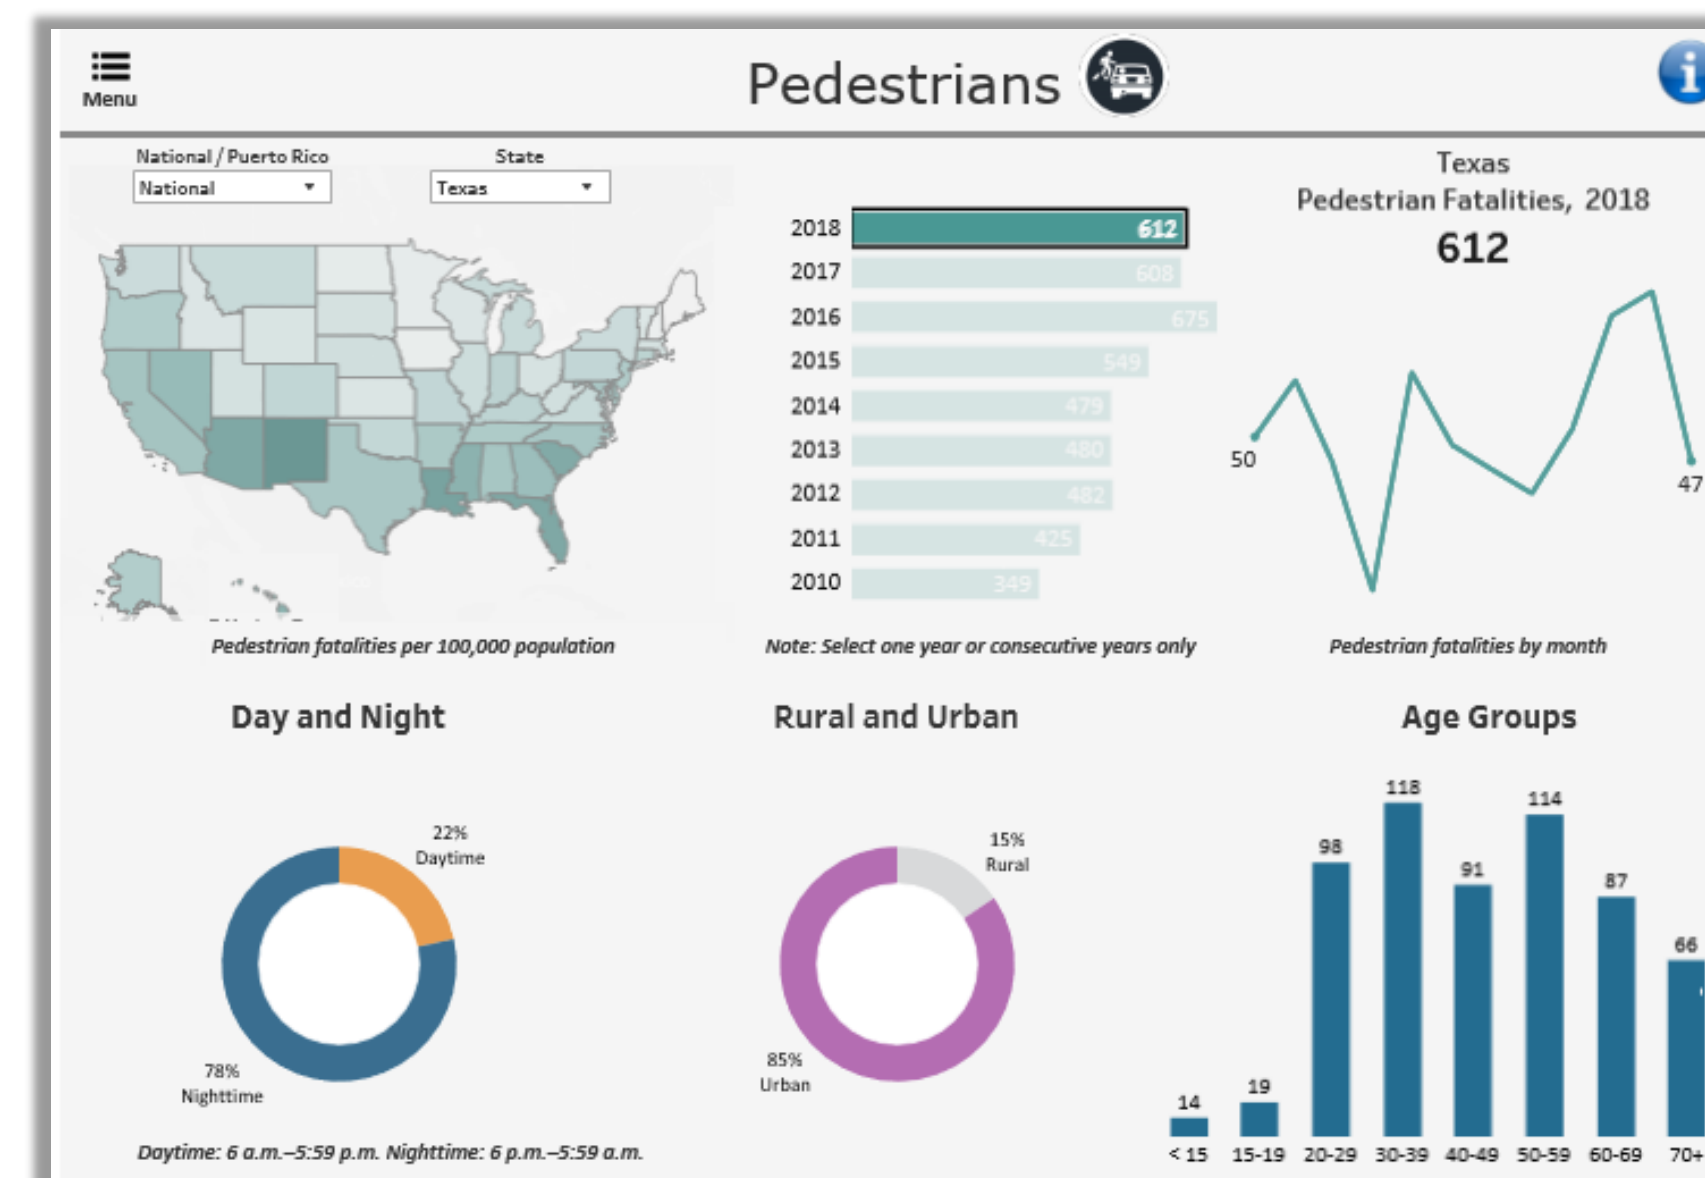 Menu
Pedestrians
National / Puerto Rico
National
State
Texas
2018 612
2017 608
2016 675
2015 549
2014 479
2013 480
2012 482
2011 425
2010 349
Texas
Pedestrian Fatalities, 2018
612
50
47
Pedestrian fatalities per 100,000 population
Note: Select one year or consecutive years only
Pedestrian fatalities by month
Day and Night
22%
Daytime
78%
Nighttime
Daytime: 6 a.m.–5:59 p.m. Nighttime: 6 p.m.–5:59 a.m.
Rural and Urban
15%
Rural
85%
Urban
Age Groups
14
19
98
118
91
114
87
66
< 15 15-19 20-29 30-39 40-49 50-59 60-69 70+